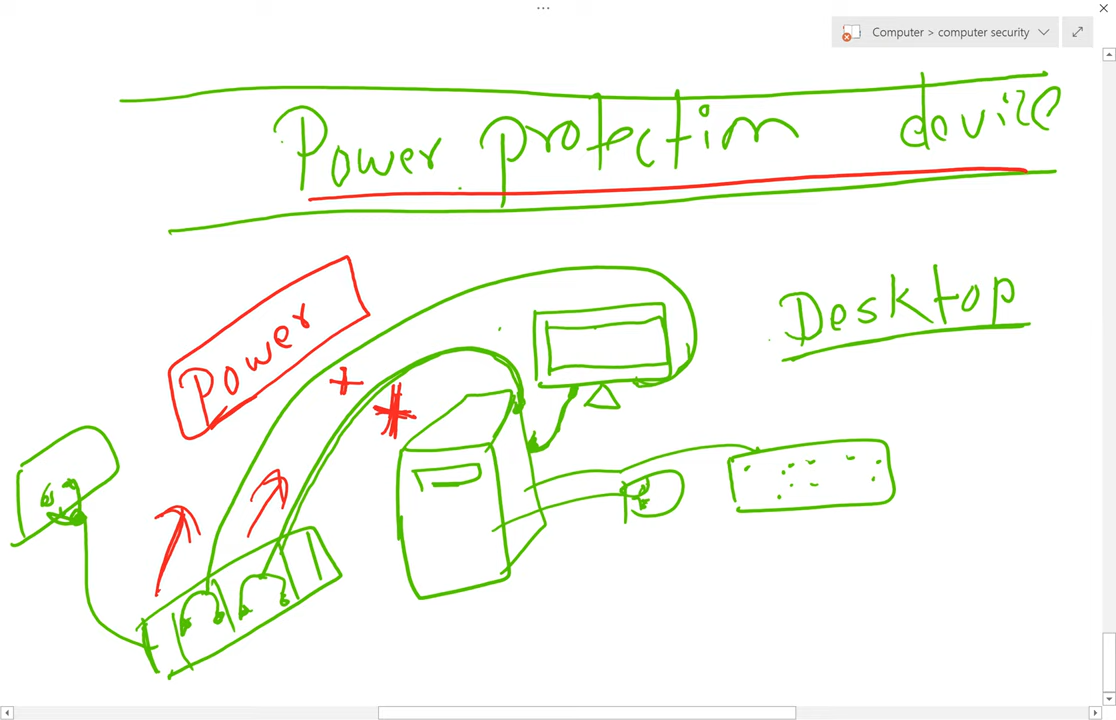 Computer > computer security
Power protection device
Power
Desktop